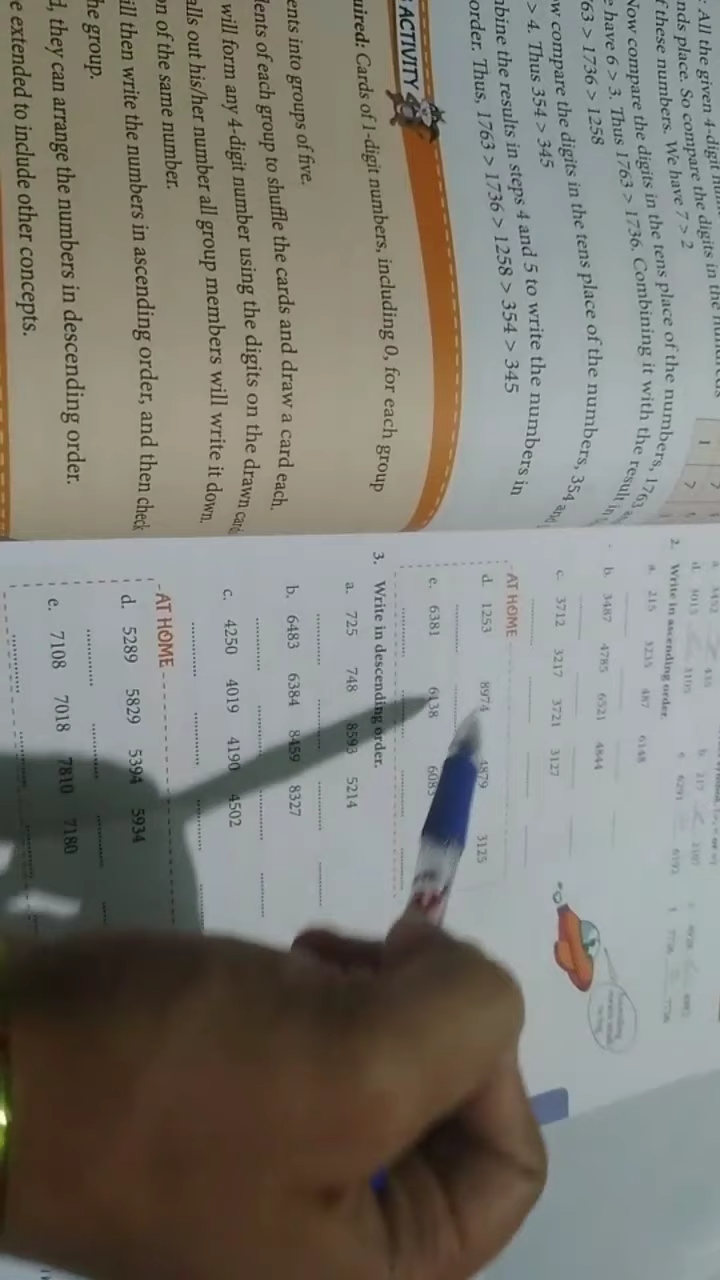 : All the given 4-digit
nds place. So compare the digits in the
f these numbers. We have 7 > 2
Now compare the digits in the tens place of the numbers, 1763
e have 6 > 3. Thus 1763 > 1736. Combining it with the result in
763 > 1736 > 1258
ow compare the digits in the tens place of the numbers, 354 and
> 4. Thus 354 > 345
mbine the results in steps 4 and 5 to write the numbers in
order. Thus, 1763 > 1736 > 1258 > 354 > 345
ACTIVITY
uired: Cards of 1-digit numbers, including 0, for each group
ents into groups of five.
dents of each group to shuffle the cards and draw a card each.
will form any 4-digit number using the digits on the drawn card
alls out his/her number all group members will write it down.
on of the same number.
ill then write the numbers in ascending order, and then check
he group.
d, they can arrange the numbers in descending order.
e extended to include other concepts.
2. Write in ascending order.
a. 215 3215 487 6148
b. 3487 4785 6521 4844
c. 3712 3217 3721 3127
AT HOME
d. 1253 8974 4879 3125
e. 6381 6138 6083
3. Write in descending order.
a. 725 748 8593 5214
b. 6483 6384 8459 8327
c. 4250 4019 4190 4502
AT HOME
d. 5289 5829 5394 5934
e. 7108 7018 7810 7180